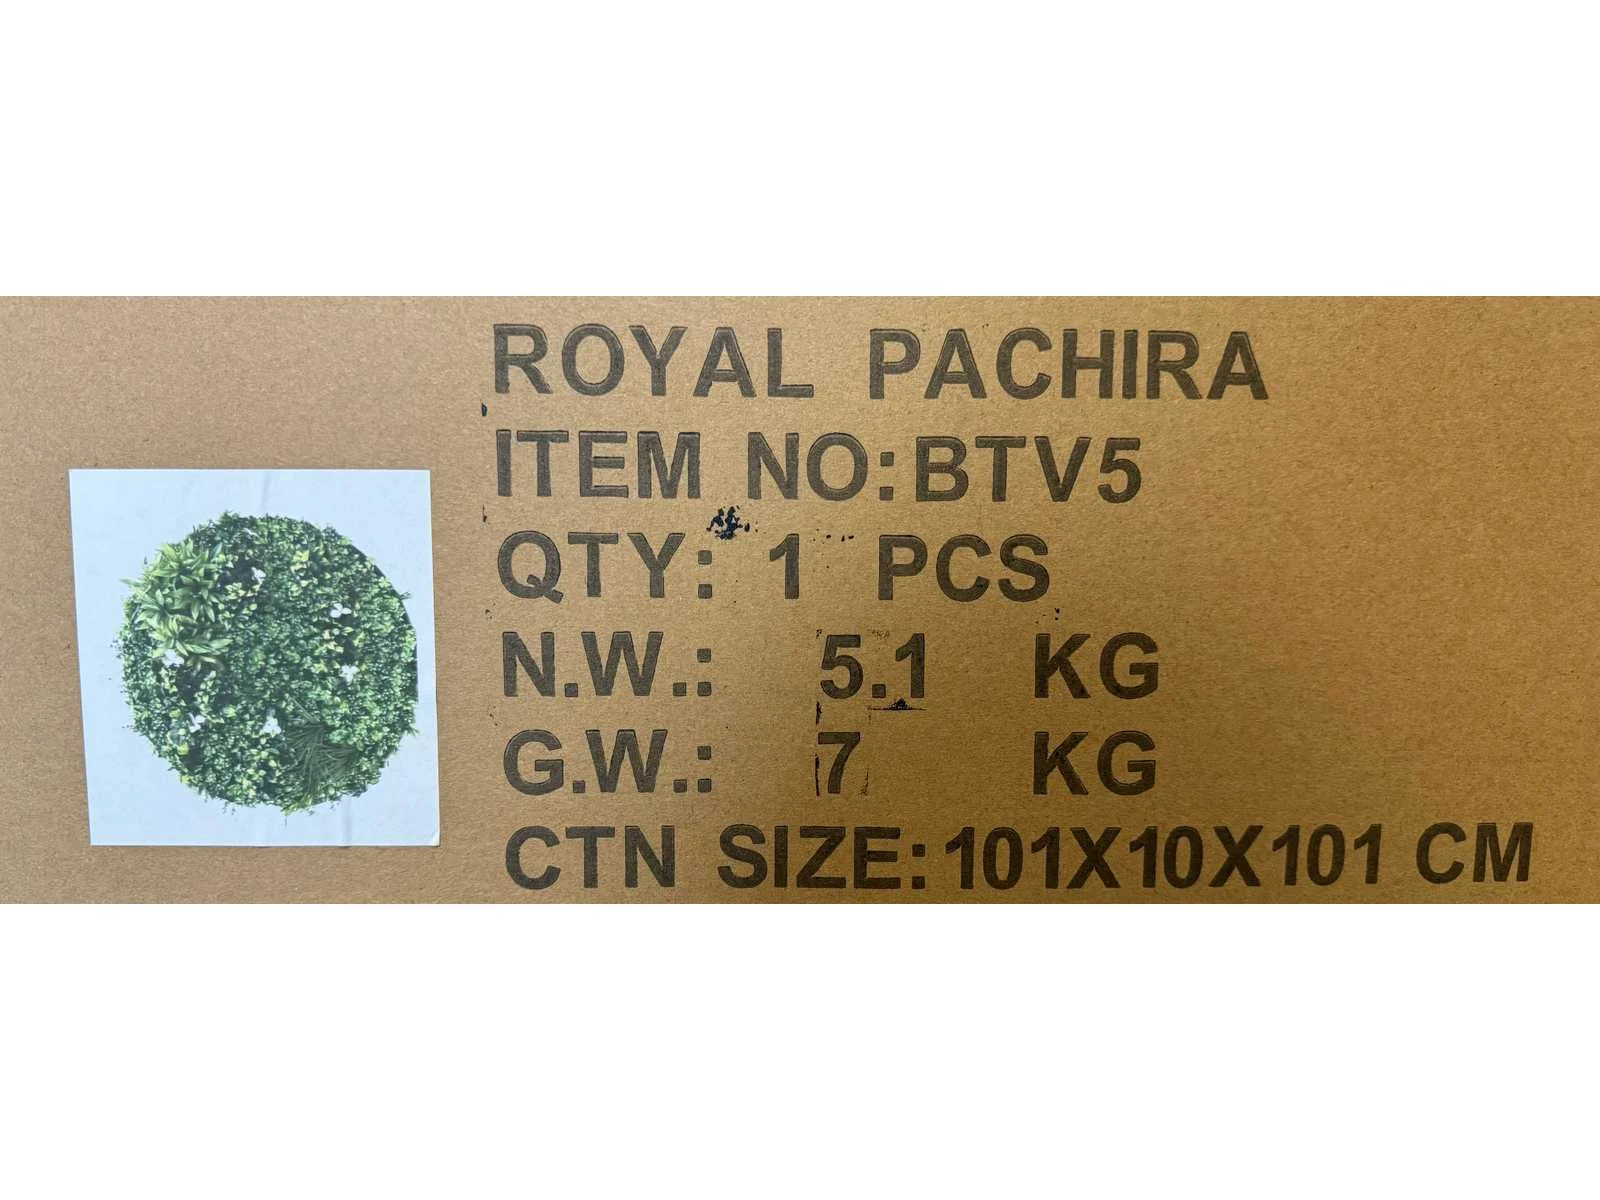 ROYAL PACHIRA
ITEM NO:BTV5
QTY: 1 PCS
N.W.: 5.1 KG
G.W.: 7 KG
CTN SIZE:101X10X101 CM